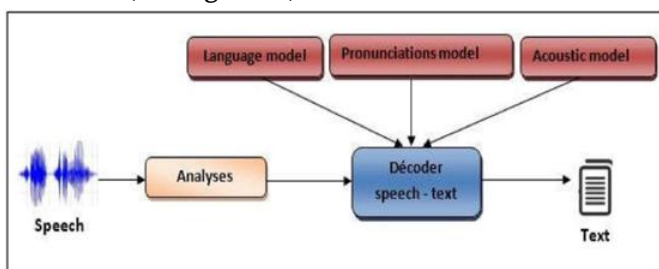 Language model
Pronunciations model
Acoustic model
Analyses
Décoder
speech - text
Speech
Text